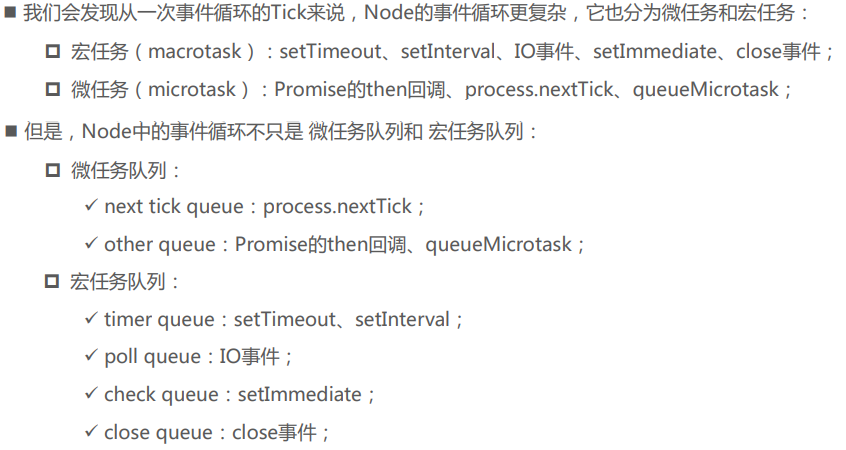 ■ 我们会发现从一次事件循环的Tick来说，Node的事件循环更复杂，它也分为微任务和宏任务：
宏任务（macrotask）：setTimeout、setInterval、IO事件、setImmediate、close事件；
微任务（microtask）：Promise的then回调、process.nextTick、queueMicrotask；
■ 但是，Node中的事件循环不只是 微任务队列和 宏任务队列：
微任务队列：
✓ next tick queue：process.nextTick；
✓ other queue：Promise的then回调、queueMicrotask；
宏任务队列：
✓ timer queue：setTimeout、setInterval；
✓ poll queue：IO事件；
✓ check queue：setImmediate；
✓ close queue：close事件；